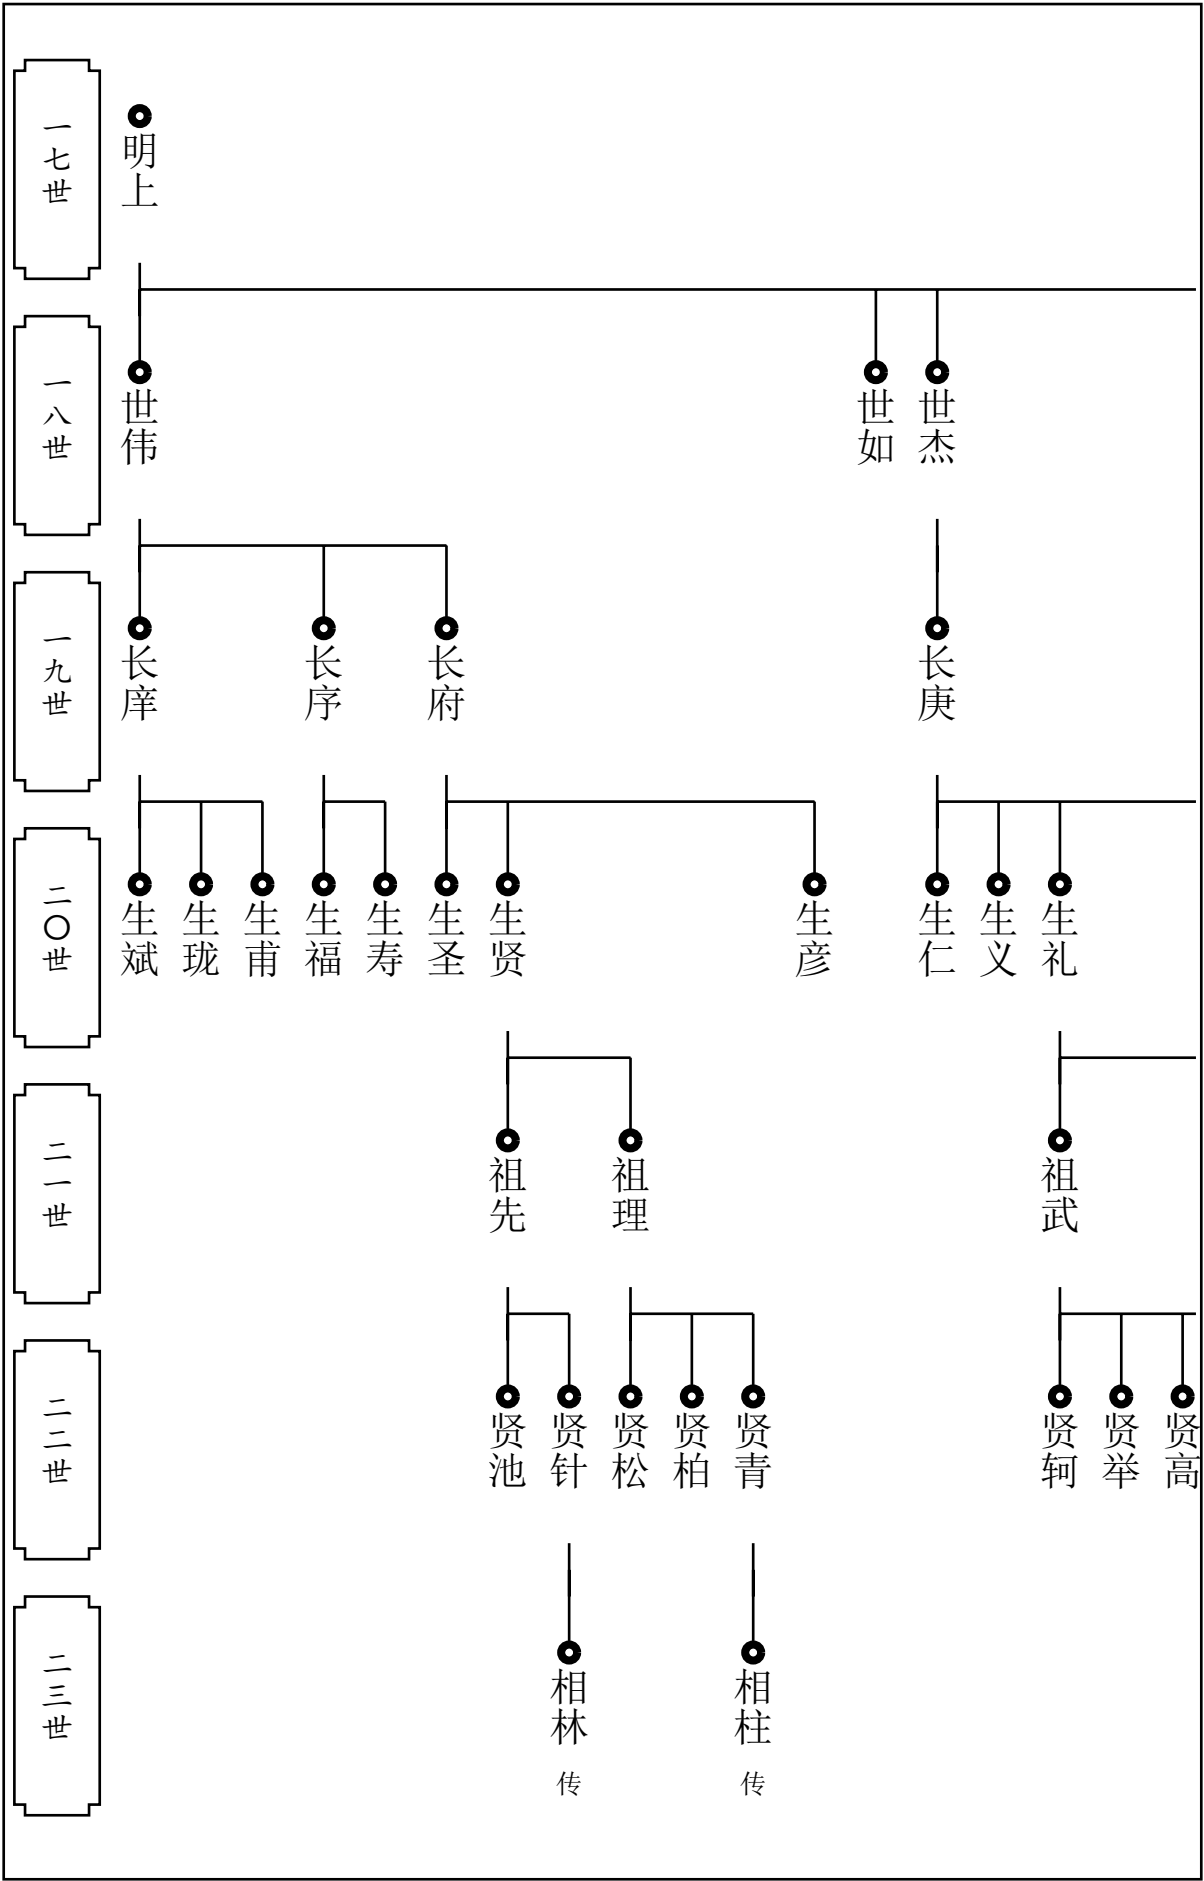 一七世
明上
一八世
世伟
世如
世杰
一九世
长庠
长序
长府
长庚
二〇世
生斌
生珑
生甫
生福
生寿
生圣
生贤
生彦
生仁
生义
生礼
二一世
祖先
祖理
祖武
二二世
贤池
贤针
贤松
贤柏
贤青
贤轲
贤举
贤高
二三世
相林
传
相柱
传